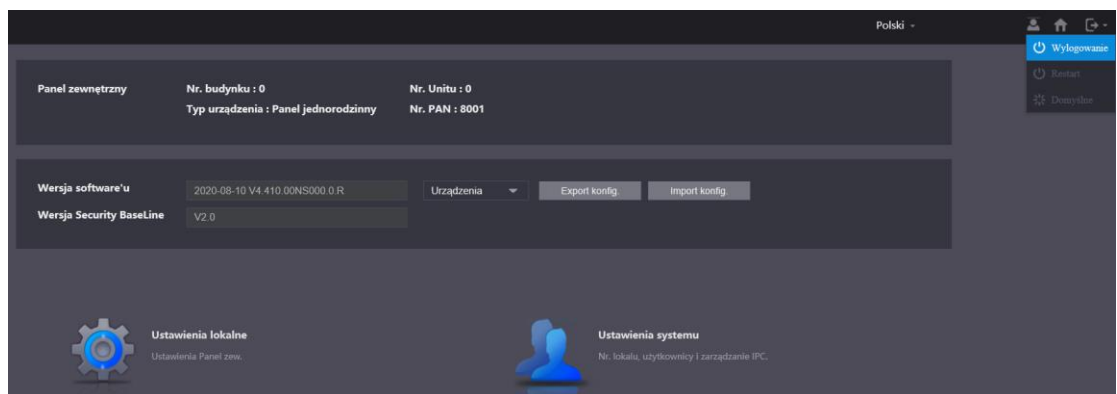 Polski
Wylogowanie
Restart
Domyślne
Panel zewnętrzny
Nr. budynku : 0
Nr. Unitu : 0
Typ urządzenia : Panel jednorodzinny
Nr. PAN : 8001
Wersja software'u
2020-08-10 V4.410.00NS000.0.R
Urządzenia
Export konfig.
Import konfig.
Wersja Security BaseLine
V2.0
Ustawienia lokalne
Ustawienia Panel zew.
Ustawienia systemu
Nr. lokalu, użytkownicy i zarządzanie IPC.